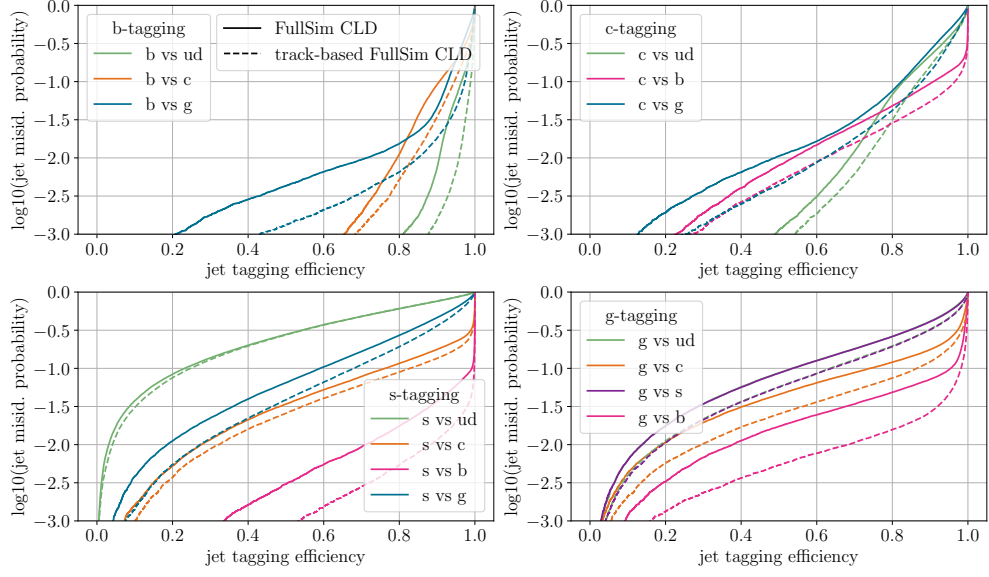 b-tagging
b vs ud
b vs c
b vs g
FullSim CLD
track-based FullSim CLD
log10(jet misid. probability)
0.0
−0.5
−1.0
−1.5
−2.0
−2.5
−3.0
0.0 0.2 0.4 0.6 0.8 1.0
jet tagging efficiency
c-tagging
c vs ud
c vs b
c vs g
log10(jet misid. probability)
0.0
−0.5
−1.0
−1.5
−2.0
−2.5
−3.0
0.0 0.2 0.4 0.6 0.8 1.0
jet tagging efficiency
s-tagging
s vs ud
s vs c
s vs b
s vs g
log10(jet misid. probability)
0.0
−0.5
−1.0
−1.5
−2.0
−2.5
−3.0
0.0 0.2 0.4 0.6 0.8 1.0
jet tagging efficiency
g-tagging
g vs ud
g vs c
g vs s
g vs b
log10(jet misid. probability)
0.0
−0.5
−1.0
−1.5
−2.0
−2.5
−3.0
0.0 0.2 0.4 0.6 0.8 1.0
jet tagging efficiency